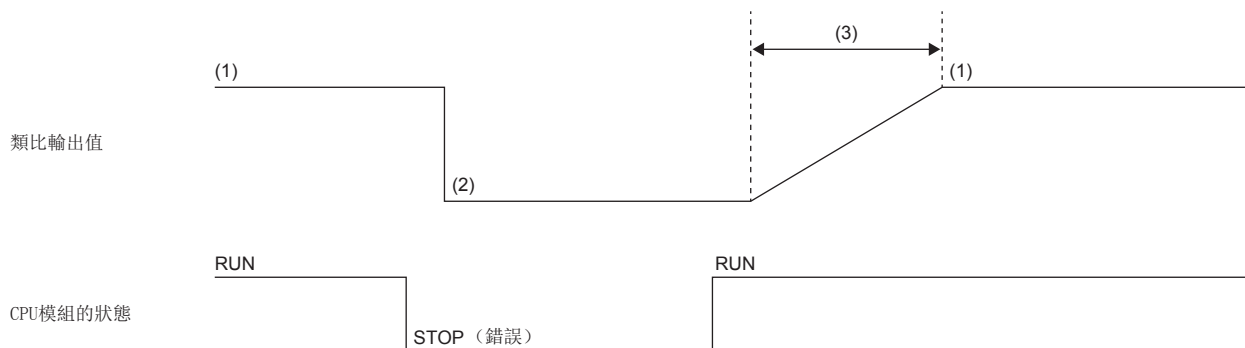 (3)
(1)
(1)
類比輸出值
(2)
RUN
RUN
CPU模組的狀態
STOP（錯誤）